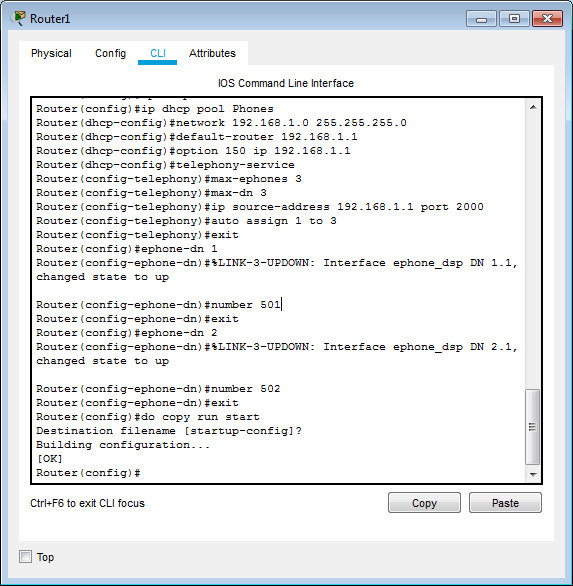 Router1
Physical Config CLI Attributes
IOS Command Line Interface
Router(config)#ip dhcp pool Phones
Router(dhcp-config)#network 192.168.1.0 255.255.255.0
Router(dhcp-config)#default-router 192.168.1.1
Router(dhcp-config)#option 150 ip 192.168.1.1
Router(dhcp-config)#telephony-service
Router(config-telephony)#max-ephones 3
Router(config-telephony)#max-dn 3
Router(config-telephony)#ip source-address 192.168.1.1 port 2000
Router(config-telephony)#auto assign 1 to 3
Router(config-telephony)#exit
Router(config)#ephone-dn 1
Router(config-ephone-dn)#%LINK-3-UPDOWN: Interface ephone_dsp DN 1.1,
changed state to up
Router(config-ephone-dn)#number 501
Router(config-ephone-dn)#exit
Router(config)#ephone-dn 2
Router(config-ephone-dn)#%LINK-3-UPDOWN: Interface ephone_dsp DN 2.1,
changed state to up
Router(config-ephone-dn)#number 502
Router(config-ephone-dn)#exit
Router(config)#do copy run start
Destination filename [startup-config]?
Building configuration...
[OK]
Router(config)#
Ctrl+F6 to exit CLI focus
Copy Paste
Top